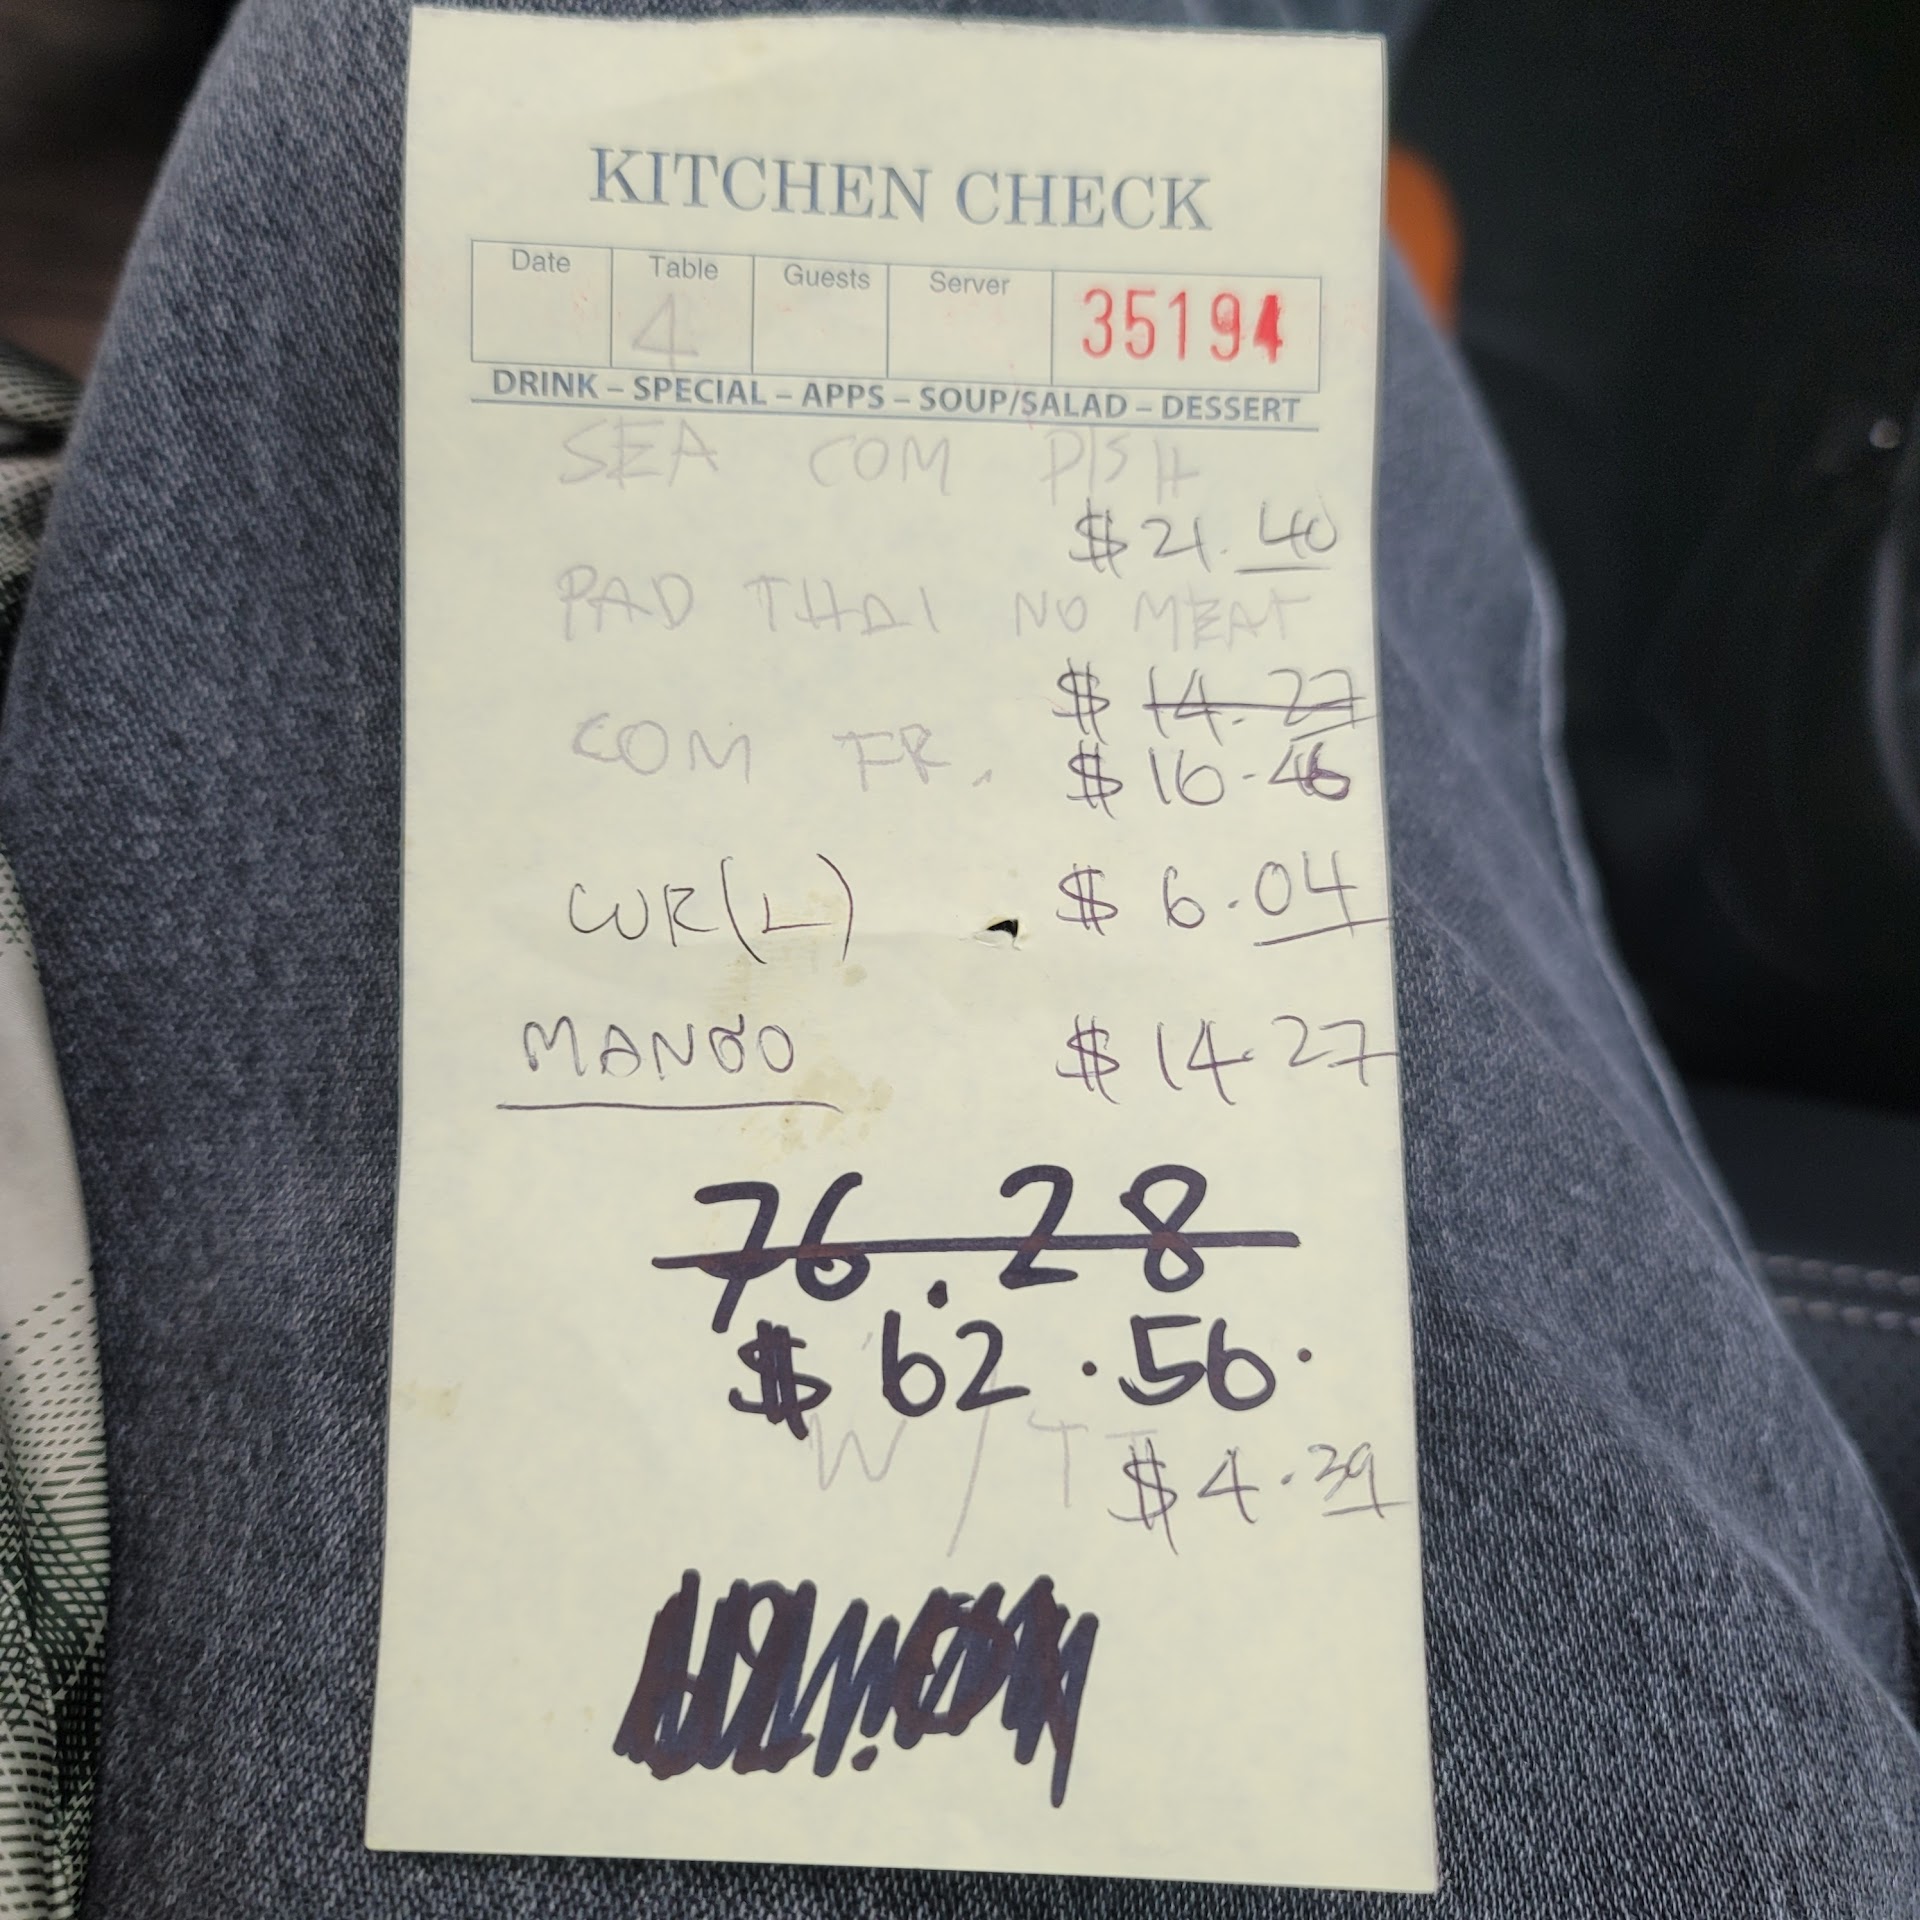 KITCHEN CHECK
Date Table Guests Server 35194
4
DRINK – SPECIAL – APPS – SOUP/SALAD – DESSERT
SEA COM
$21.40
PAD THAI NO MEAT
$ 14.27
COM FR. $ 16.46
WR(L) $ 6.04
MANGO $ 14.27
76.28
$ 62.56.
W/T $4.39